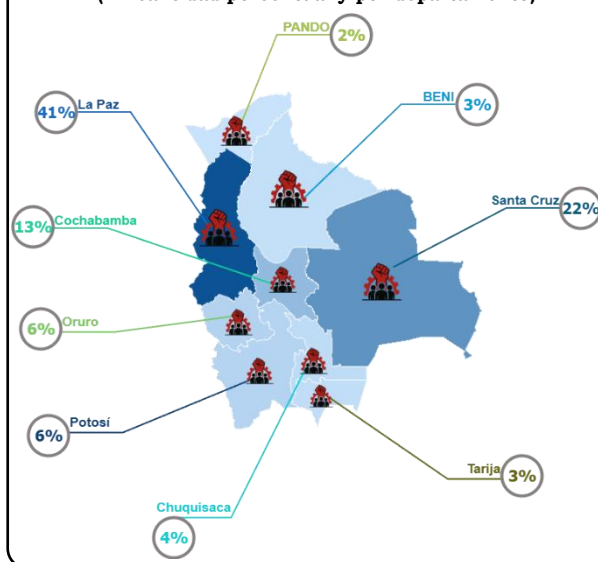 PANDO
2%
La Paz
41%
BENI
3%
Santa Cruz
22%
Cochabamba
13%
Oruro
6%
Potosí
6%
Tarija
3%
Chuquisaca
4%